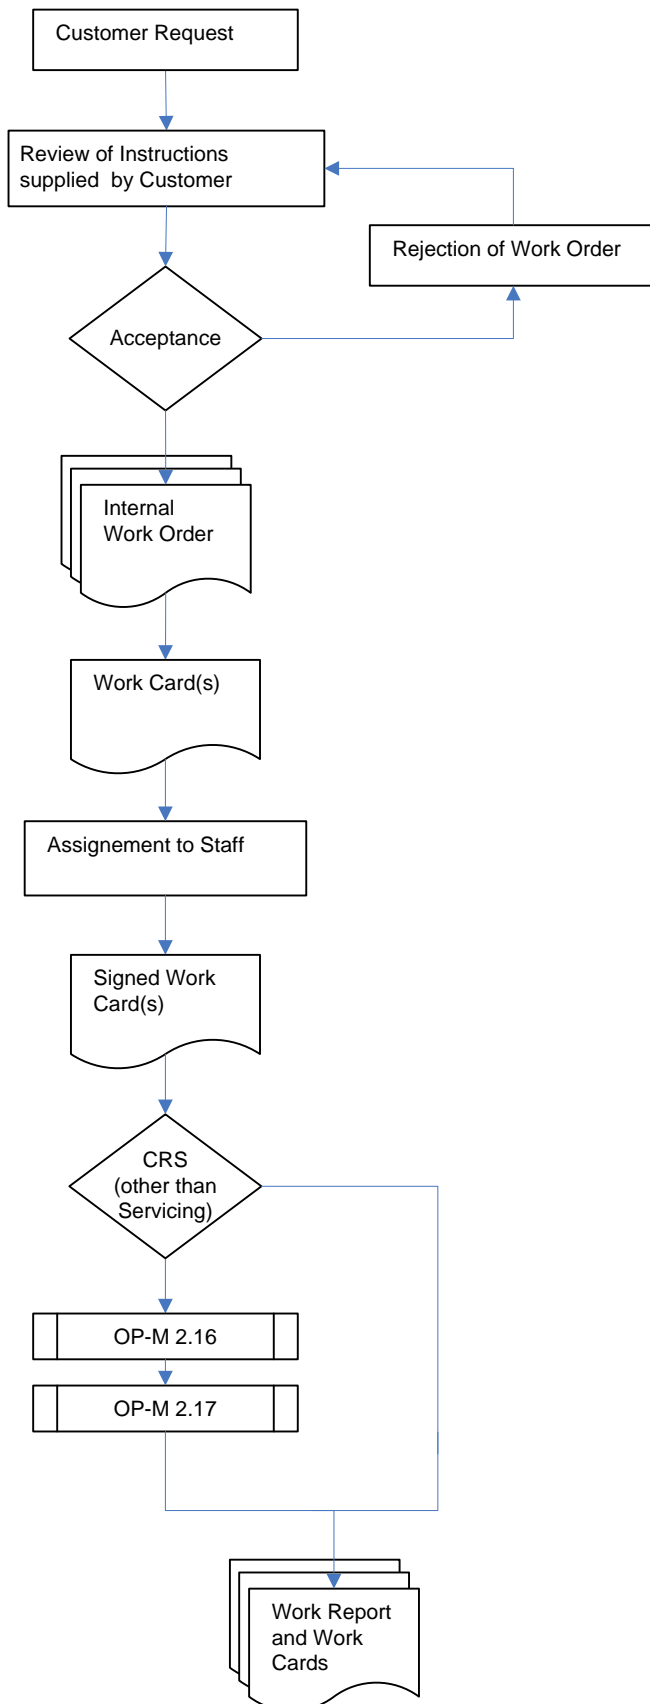 Customer Request
Review of Instructions
supplied  by Customer
Rejection of Work Order
Acceptance
Internal
Work Order
Work Card(s)
Assignement to Staff
Signed Work
Card(s)
CRS
(other than
Servicing)
OP-M 2.16
OP-M 2.17
Work Report
and Work
Cards